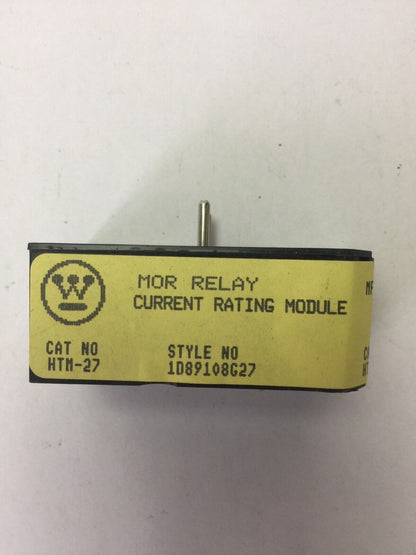 MOR RELAY
CURRENT RATING MODULE
CAT NO STYLE NO
HTM-27 1D89108G27